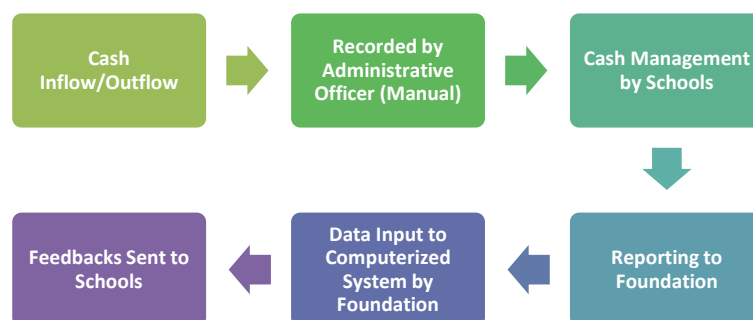 Cash
Inflow/Outflow
Recorded by
Administrative
Officer (Manual)
Cash Management
by Schools
Reporting to
Foundation
Data Input to
Computerized
System by
Foundation
Feedbacks Sent to
Schools